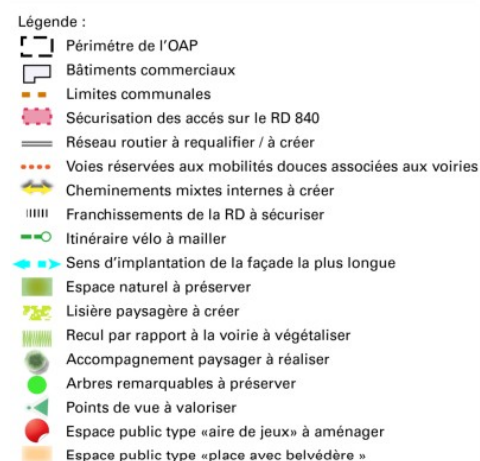 Légende :
Périmétre de l'OAP
Bâtiments commerciaux
Limites communales
Sécurisation des accés sur le RD 840
Réseau routier à requalifier / à créer
Voies réservées aux mobilités douces associées aux voiries
Cheminements mixtes internes à créer
Franchissements de la RD à sécuriser
Itinéraire vélo à mailler
Sens d'implantation de la façade la plus longue
Espace naturel à préserver
Lisière paysagère à créer
Recul par rapport à la voirie à végétaliser
Accompagnement paysager à réaliser
Arbres remarquables à préserver
Points de vue à valoriser
Espace public type «aire de jeux» à aménager
Espace public type «place avec belvédère »